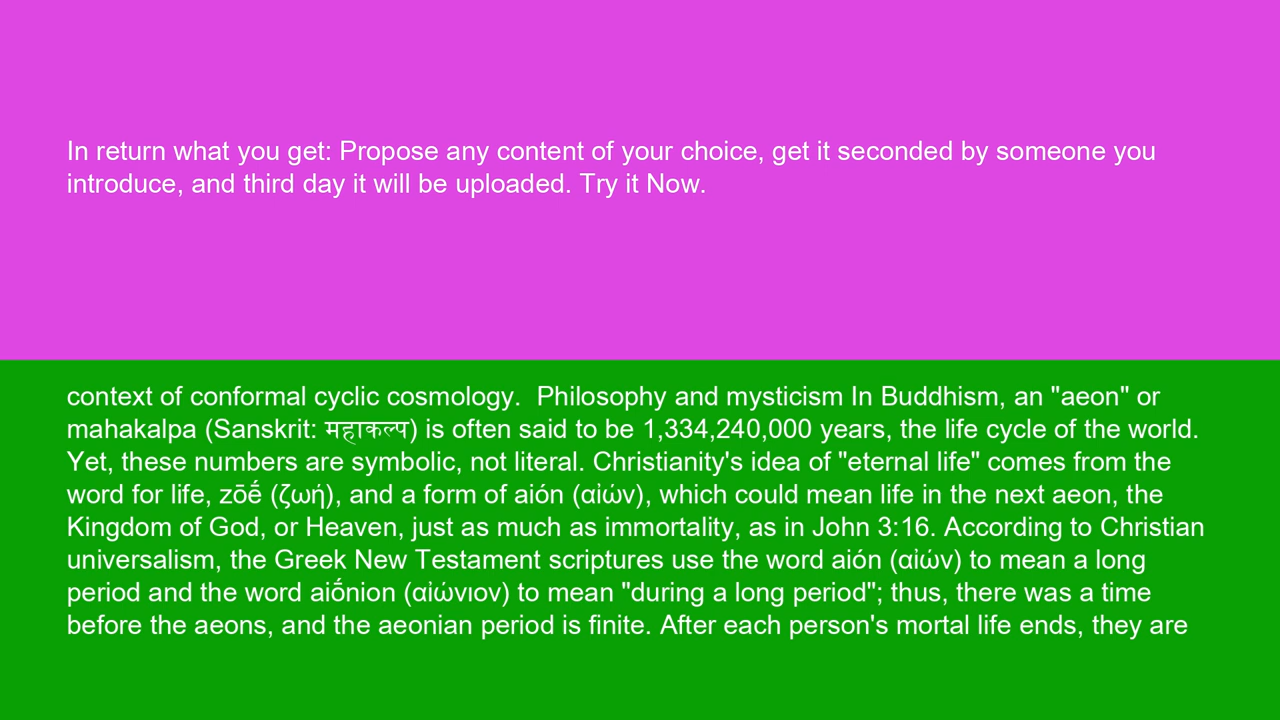 In return what you get: Propose any content of your choice, get it seconded by someone you
introduce, and third day it will be uploaded. Try it Now.
context of conformal cyclic cosmology.  Philosophy and mysticism In Buddhism, an "aeon" or
mahakalpa (Sanskrit: महाकल्प) is often said to be 1,334,240,000 years, the life cycle of the world.
Yet, these numbers are symbolic, not literal. Christianity's idea of "eternal life" comes from the
word for life, zōḗ (ζωή), and a form of aión (αἰών), which could mean life in the next aeon, the
Kingdom of God, or Heaven, just as much as immortality, as in John 3:16. According to Christian
universalism, the Greek New Testament scriptures use the word aión (αἰών) to mean a long
period and the word aiṓnion (αἰώνιον) to mean "during a long period"; thus, there was a time
before the aeons, and the aeonian period is finite. After each person's mortal life ends, they are